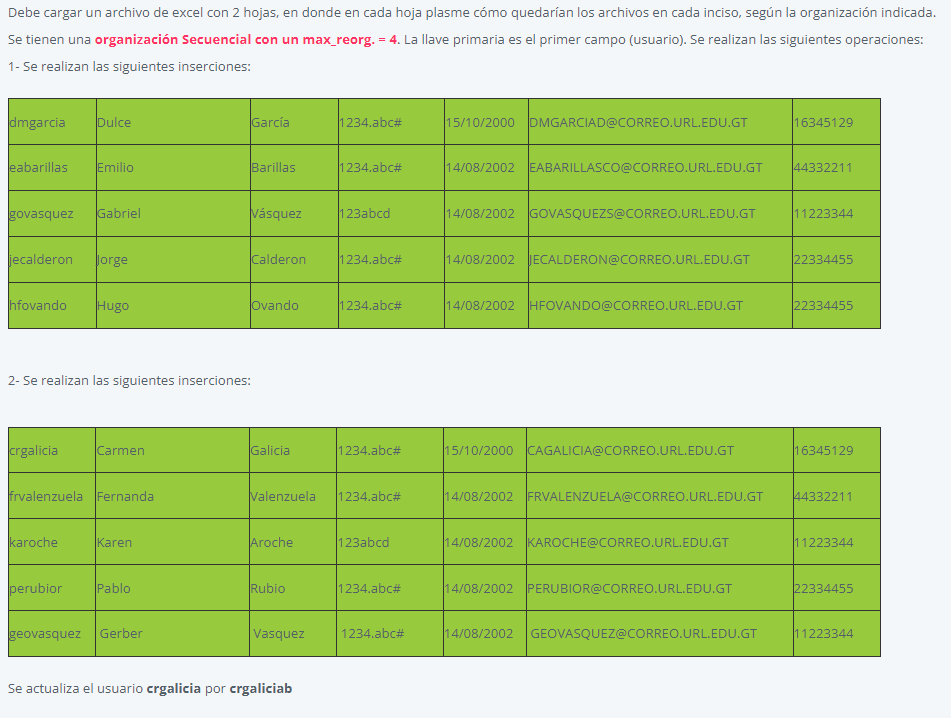 Debe cargar un archivo de excel con 2 hojas, en donde en cada hoja plasme cómo quedarían los archivos en cada inciso, según la organización indicada.
Se tienen una organización Secuencial con un max_reorg. = 4. La llave primaria es el primer campo (usuario). Se realizan las siguientes operaciones:
1- Se realizan las siguientes inserciones:
dmgarcia Dulce García 1234.abc# 15/10/2000 DMGARCIAD@CORREO.URL.EDU.GT 16345129
eabarillas Emilio Barillas 1234.abc# 14/08/2002 EABARILLASCO@CORREO.URL.EDU.GT 44332211
govasquez Gabriel Vásquez 123abcd 14/08/2002 GOVASQUEZS@CORREO.URL.EDU.GT 11223344
jecalderon Jorge Calderon 1234.abc# 14/08/2002 JECALDERON@CORREO.URL.EDU.GT 22334455
hfovando Hugo Ovando 1234.abc# 14/08/2002 HFOVANDO@CORREO.URL.EDU.GT 22334455
2- Se realizan las siguientes inserciones:
crgalicia Carmen Galicia 1234.abc# 15/10/2000 CAGALICIA@CORREO.URL.EDU.GT 16345129
frvalenzuela Fernanda Valenzuela 1234.abc# 14/08/2002 FRVALENZUELA@CORREO.URL.EDU.GT 44332211
karoche Karen Aroche 123abcd 14/08/2002 KAROCHE@CORREO.URL.EDU.GT 11223344
perubior Pablo Rubio 1234.abc# 14/08/2002 PERUBIOR@CORREO.URL.EDU.GT 22334455
geovasquez Gerber Vasquez 1234.abc# 14/08/2002 GEOVASQUEZ@CORREO.URL.EDU.GT 11223344
Se actualiza el usuario crgalicia por crgaliciab